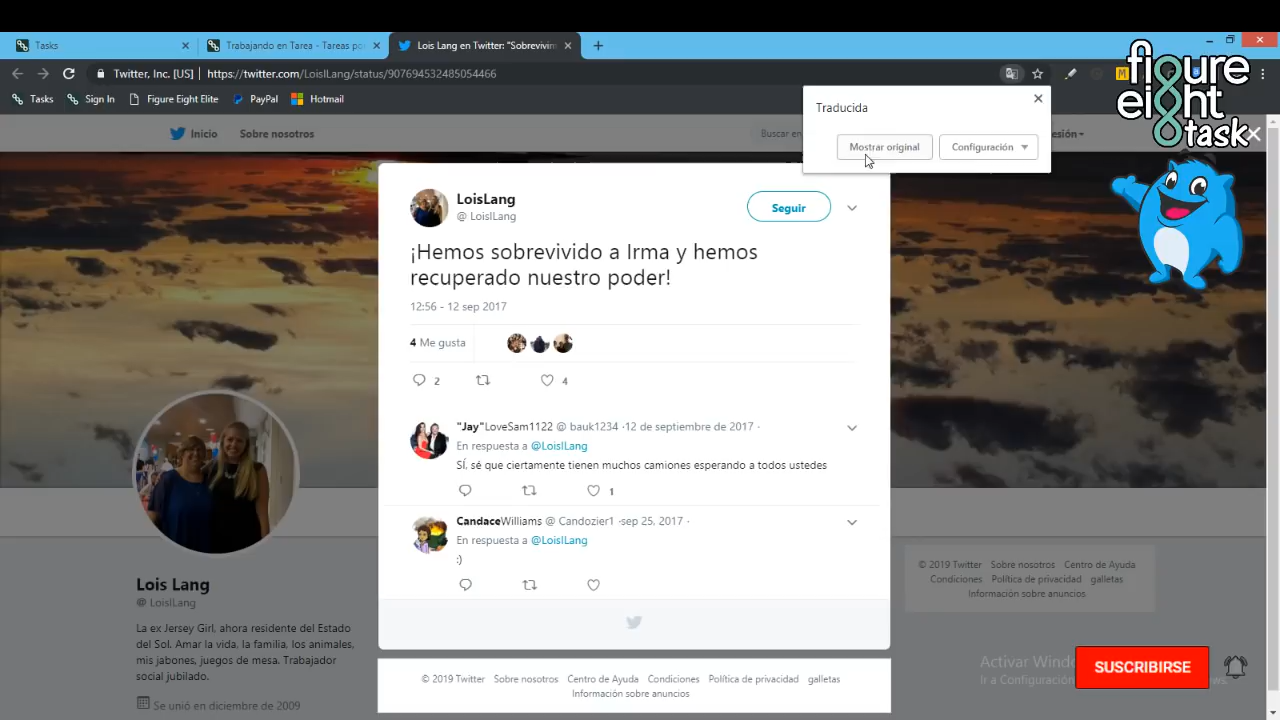 Tasks
Trabajando en Tarea - Tareas po
Lois Lang en Twitter: "Sobrevivim
Twitter, Inc. [US]
https://twitter.com/LoisILang/status/907694532485054466
Tasks
Sign In
Figure Eight Elite
PayPal
Hotmail
figure
eight
task
Traducida
Mostrar original
Configuración
Inicio
Sobre nosotros
Buscar en
esión
LoisLang
@ LoisILang
Seguir
¡Hemos sobrevivido a Irma y hemos
recuperado nuestro poder!
12:56 - 12 sep 2017
4 Me gusta
2
4
"Jay"LoveSam1122 @ bauk1234 ·12 de septiembre de 2017 ·
En respuesta a @LoisILang
SÍ, sé que ciertamente tienen muchos camiones esperando a todos ustedes
1
CandaceWilliams @ Candozier1 ·sep 25, 2017 ·
En respuesta a @LoisILang
:)
Lois Lang
@ LoisILang
La ex Jersey Girl, ahora residente del Estado
del Sol. Amar la vida, la familia, los animales,
mis jabones, juegos de mesa. Trabajador
social jubilado.
Se unió en diciembre de 2009
© 2019 Twitter Sobre nosotros Centro de Ayuda
Condiciones Política de privacidad galletas
Información sobre anuncios
© 2019 Twitter Sobre nosotros Centro de Ayuda Condiciones Política de privacidad galletas
Información sobre anuncios
Activar Wind
Ir a Configuració
SUSCRIBIRSE